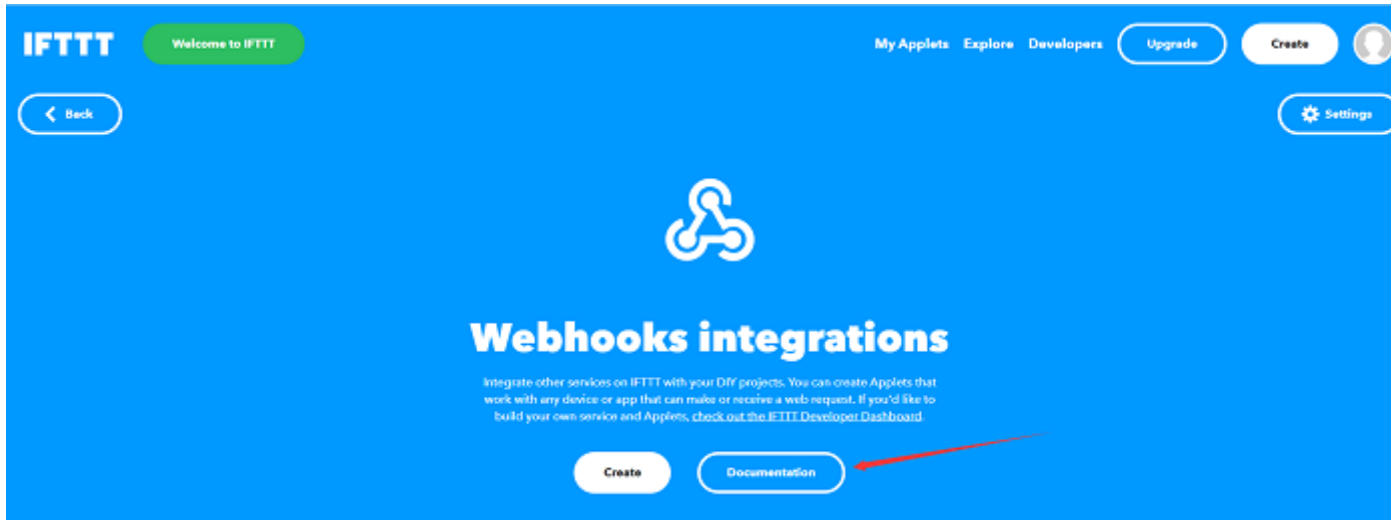 IFTTT Welcome to IFTTT My Applets Explore Developers Upgrade Create
Back Settings
Webhooks integrations
Integrate other services on IFTTT with your DIY projects. You can create Applets that
work with any device or app that can make or receive a web request. If you'd like to
build your own service and Applets, check out the IFTTT Developer Dashboard.
Create Documentation